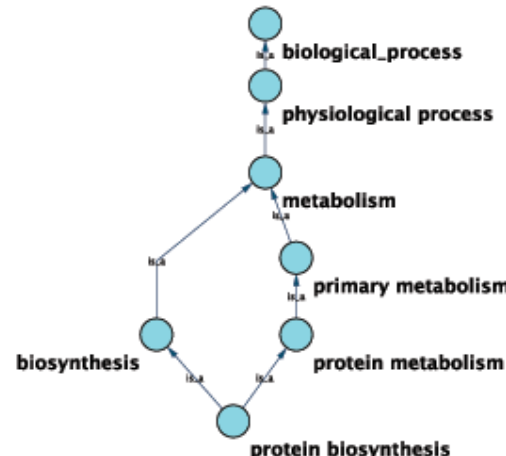 biological_process
is_a
physiological process
is_a
metabolism
is_a
is_a
primary metabolism
is_a
biosynthesis
protein metabolism
is_a
is_a
protein biosynthesis